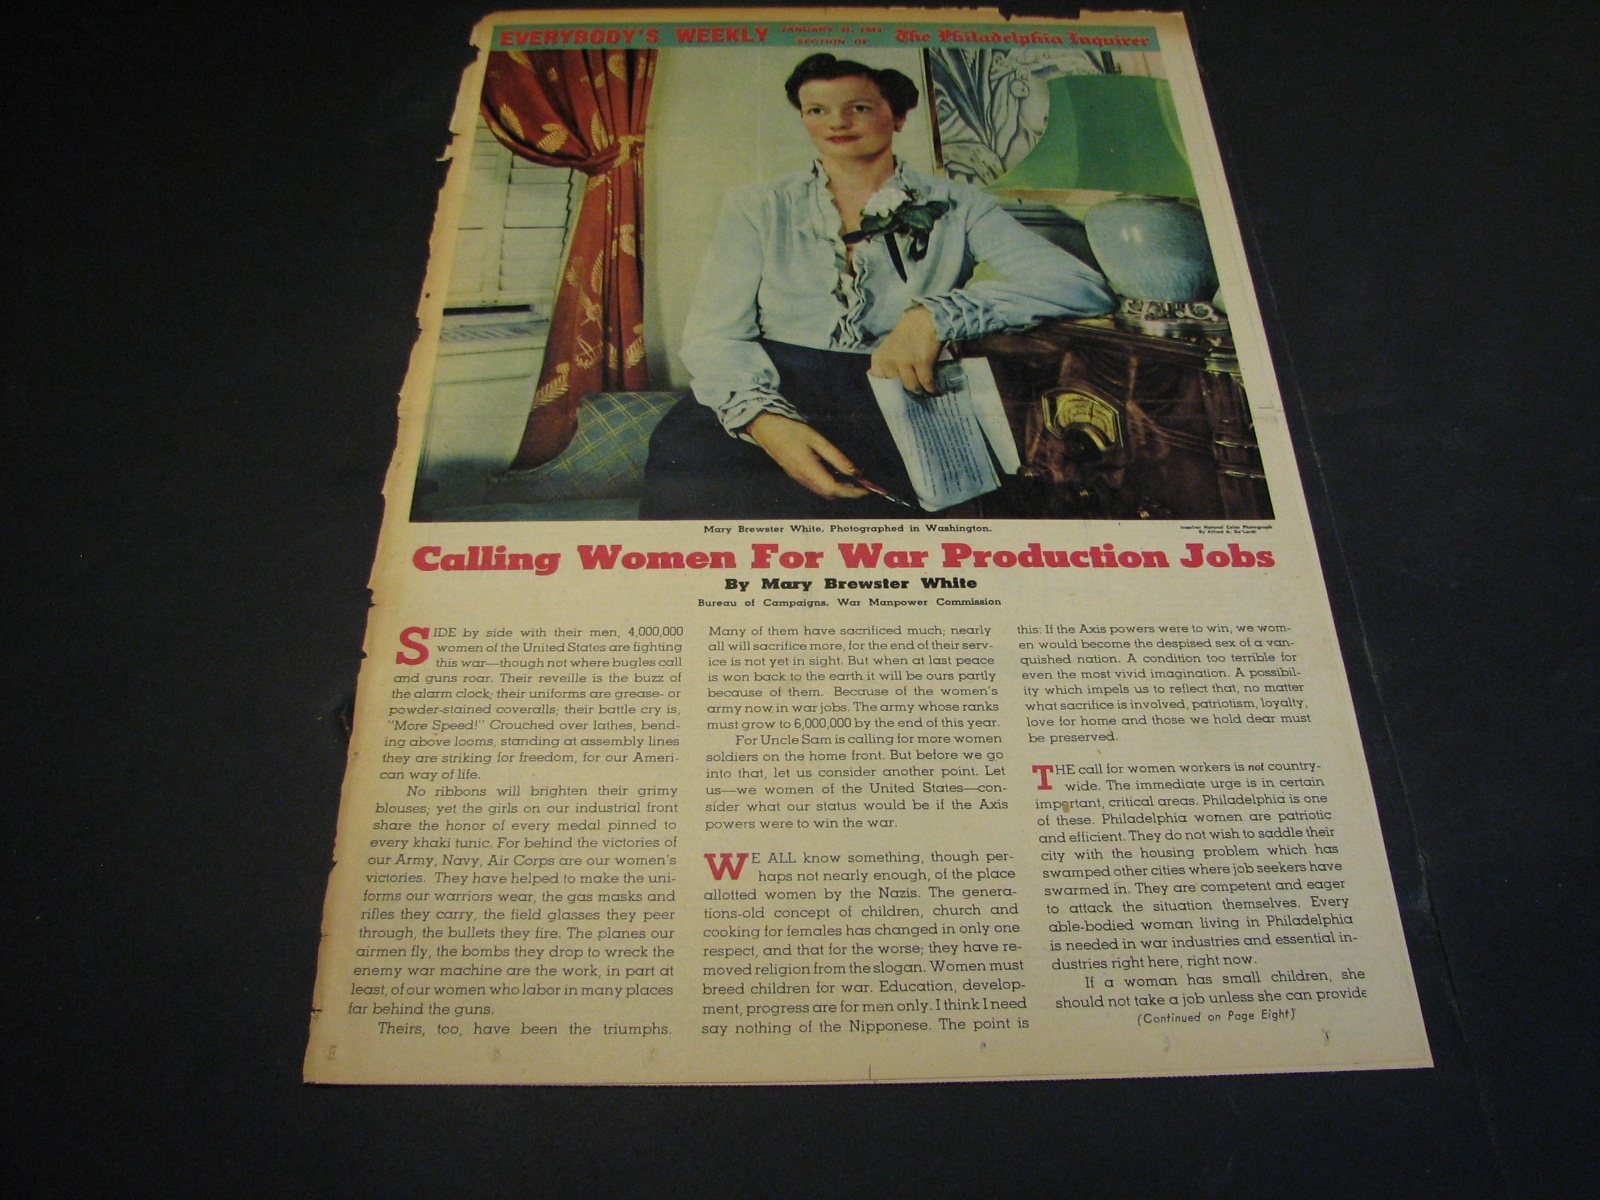 EVERYBODY'S WEEKLY
SECTION OF
The Philadelphia Inquirer
Mary Brewster White, Photographed in Washington.
Inquirer Natural Color Photograph
Calling Women For War Production Jobs
By Mary Brewster White
Bureau of Campaigns, War Manpower Commission
SIDE by side with their men, 4,000,000
women of the United States are fighting
this war—though not where bugles call
and guns roar. Their reveille is the buzz of
the alarm clock; their uniforms are grease- or
powder-stained coveralls; their battle cry is,
"More Speed!" Crouched over lathes, bend-
ing above looms, standing at assembly lines
they are striking for freedom, for our Ameri-
can way of life.
No ribbons will brighten their grimy
blouses; yet the girls on our industrial front
share the honor of every medal pinned to
every khaki tunic. For behind the victories of
our Army, Navy, Air Corps are our women's
victories. They have helped to make the uni-
forms our warriors wear, the gas masks and
rifles they carry, the field glasses they peer
through, the bullets they fire. The planes our
airmen fly, the bombs they drop to wreck the
enemy war machine are the work, in part at
least, of our women who labor in many places
far behind the guns.
Theirs, too, have been the triumphs.
Many of them have sacrificed much; nearly
all will sacrifice more, for the end of their serv-
ice is not yet in sight. But when at last peace
is won back to the earth it will be ours partly
because of them. Because of the women's
army now in war jobs. The army whose ranks
must grow to 6,000,000 by the end of this year.
For Uncle Sam is calling for more women
soldiers on the home front. But before we go
into that, let us consider another point. Let
us—we women of the United States—con-
sider what our status would be if the Axis
powers were to win the war.
WE ALL know something, though per-
haps not nearly enough, of the place
allotted women by the Nazis. The genera-
tions-old concept of children, church and
cooking for females has changed in only one
respect, and that for the worse; they have re-
moved religion from the slogan. Women must
breed children for war. Education, develop-
ment, progress are for men only. I think I need
say nothing of the Nipponese. The point is
this: If the Axis powers were to win, we wom-
en would become the despised sex of a van-
quished nation. A condition too terrible for
even the most vivid imagination. A possibil-
ity which impels us to reflect that, no matter
what sacrifice is involved, patriotism, loyalty,
love for home and those we hold dear must
be preserved.
THE call for women workers is not country-
wide. The immediate urge is in certain
important, critical areas. Philadelphia is one
of these. Philadelphia women are patriotic
and efficient. They do not wish to saddle their
city with the housing problem which has
swamped other cities where job seekers have
swarmed in. They are competent and eager
to attack the situation themselves. Every
able-bodied woman living in Philadelphia
is needed in war industries and essential in-
dustries right here, right now.
If a woman has small children, she
should not take a job unless she can provide
(Continued on Page Eight)